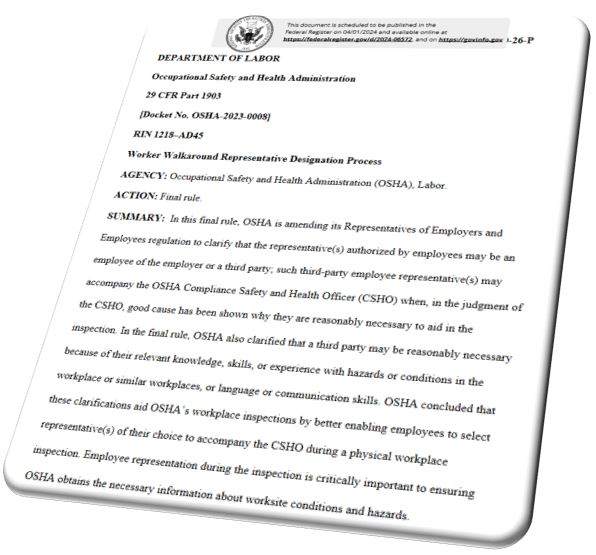 This document is scheduled to be published in the
Federal Register on 04/01/2024 and available online at
https://federalregister.gov/d/2024-06572, and on https://govinfo.gov
-26-P
DEPARTMENT OF LABOR
Occupational Safety and Health Administration
29 CFR Part 1903
[Docket No. OSHA-2023-0008]
RIN 1218–AD45
Worker Walkaround Representative Designation Process
AGENCY: Occupational Safety and Health Administration (OSHA), Labor.
ACTION: Final rule.
SUMMARY: In this final rule, OSHA is amending its Representatives of Employers and
Employees regulation to clarify that the representative(s) authorized by employees may be an
employee of the employer or a third party; such third-party employee representative(s) may
accompany the OSHA Compliance Safety and Health Officer (CSHO) when, in the judgment of
the CSHO, good cause has been shown why they are reasonably necessary to aid in the
inspection. In the final rule, OSHA also clarified that a third party may be reasonably necessary
because of their relevant knowledge, skills, or experience with hazards or conditions in the
workplace or similar workplaces, or language or communication skills. OSHA concluded that
these clarifications aid OSHA's workplace inspections by better enabling employees to select
representative(s) of their choice to accompany the CSHO during a physical workplace
inspection. Employee representation during the inspection is critically important to ensuring
OSHA obtains the necessary information about worksite conditions and hazards.